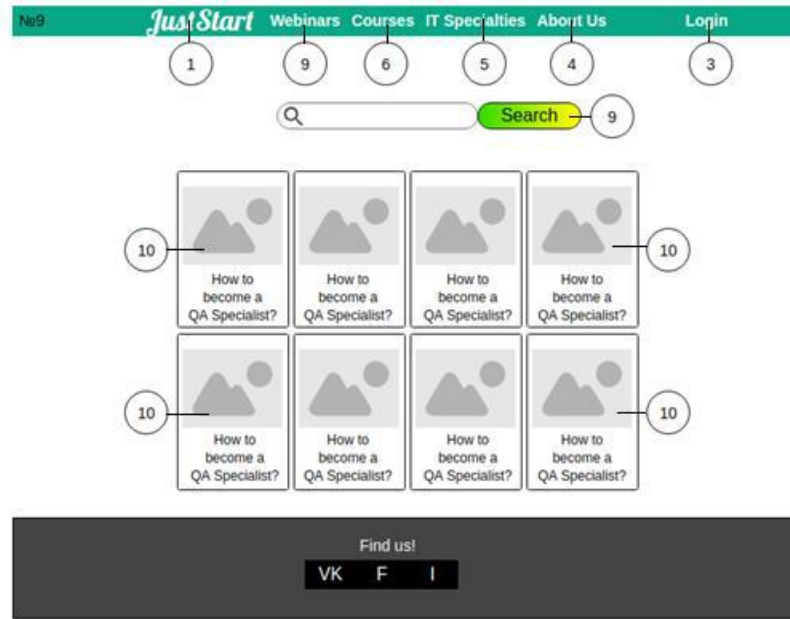 №9 JustStart Webinars Courses IT Specialties About Us Login
1 9 6 5 4 3
Search 9
10 10
How to How to How to How to
become a become a become a become a
QA Specialist? QA Specialist? QA Specialist? QA Specialist?
10 10
How to How to How to How to
become a become a become a become a
QA Specialist? QA Specialist? QA Specialist? QA Specialist?
Find us!
VK F I